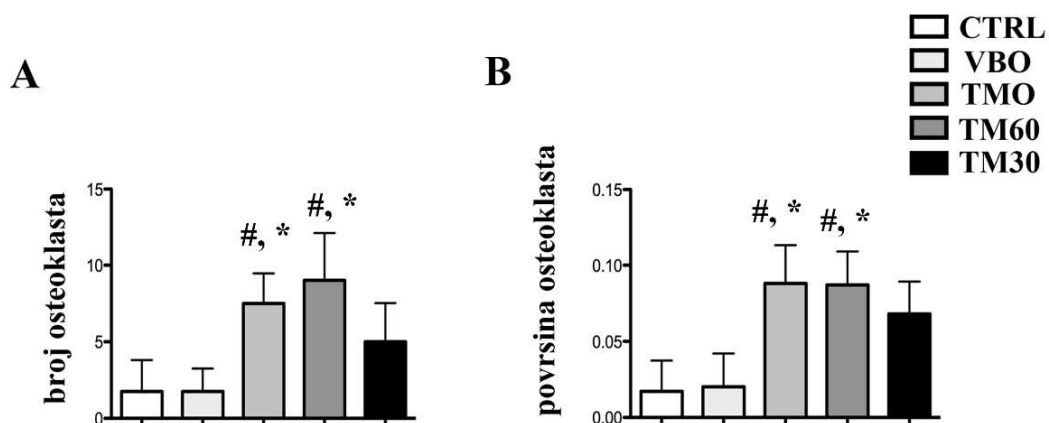 CTRL
VBO
TMO
TM60
TM30
A
broj osteoklasta
15
10
5
0
#, *
#, *
B
povrsina osteoklasta
0.15
0.10
0.05
0.00
#, *
#, *